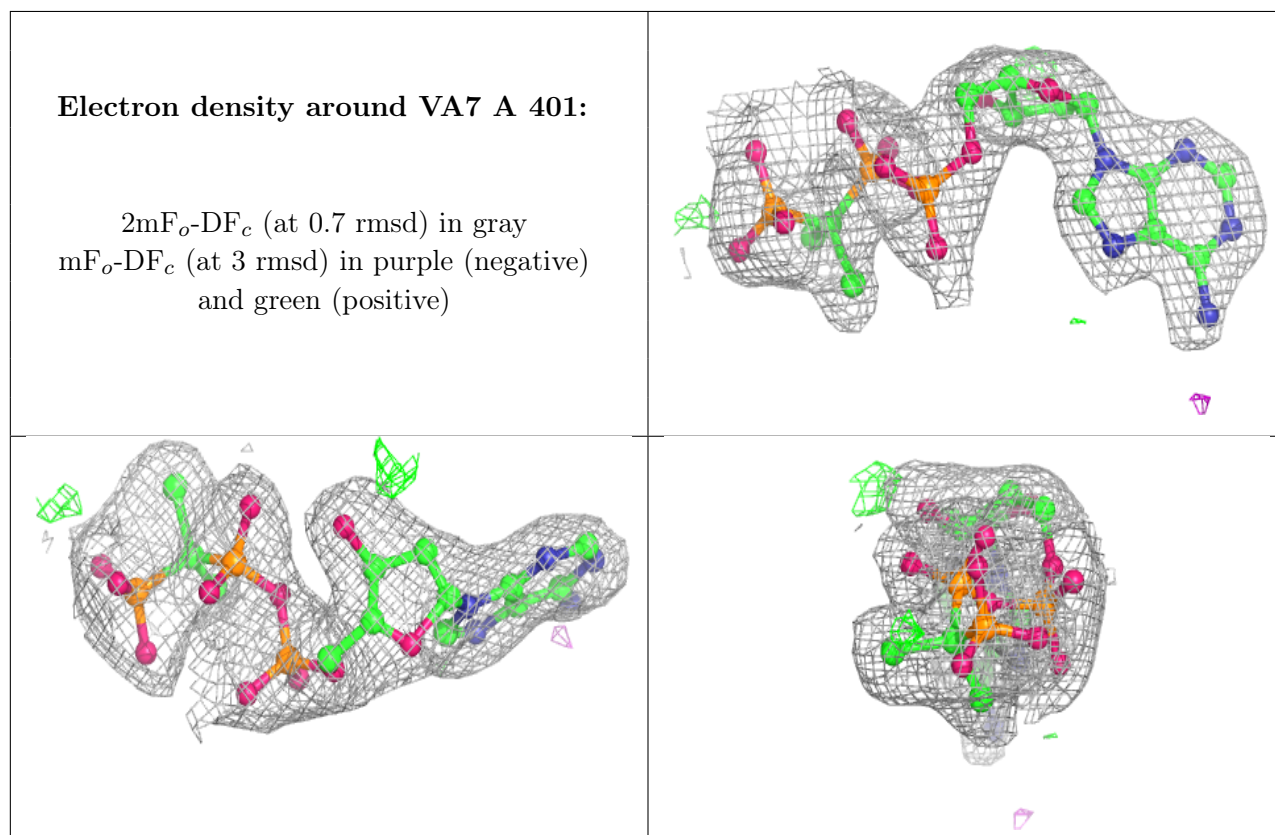 Electron density around VA7 A 401:
2mFo-DFc (at 0.7 rmsd) in gray
mFo-DFc (at 3 rmsd) in purple (negative)
and green (positive)